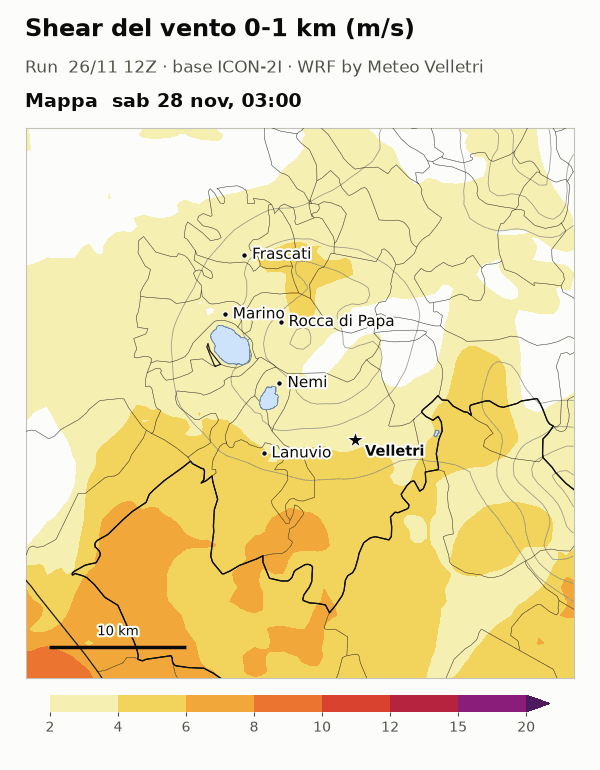 Shear del vento 0-1 km (m/s)
Run  26/11 12Z · base ICON-2I · WRF by Meteo Velletri
Mappa  sab 28 nov, 03:00
Frascati
Marino
Rocca di Papa
Nemi
Velletri
Lanuvio
10 km
2 4 6 8 10 12 15 20